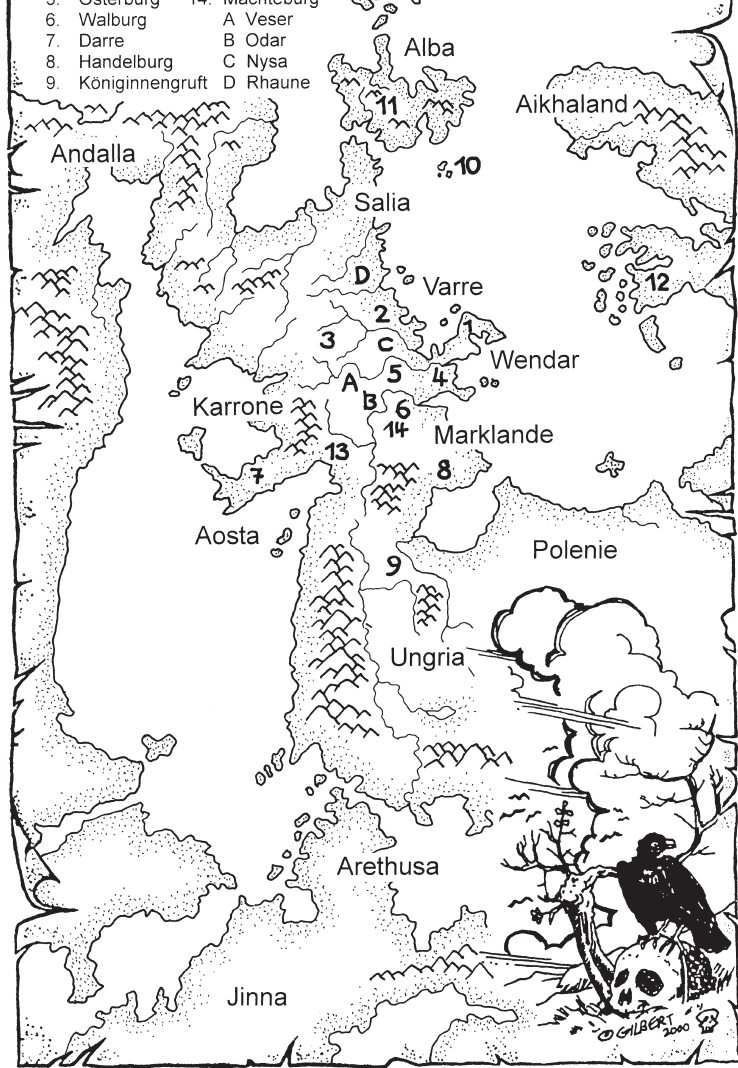 5. Osterburg 14. Machteburg
6. Walburg A Veser
7. Darre B Odar
8. Handelburg C Nysa
9. Königinnengruft D Rhaune
Alba
11
Aikhaland
Andalla
10
Salia
D
12
Varre
2
1
3
C
Wendar
A
5
4
Karrone
B
6
14
Marklande
13
8
7
Aosta
Polenie
9
Ungria
Arethusa
Jinna
© GILBERT 2000